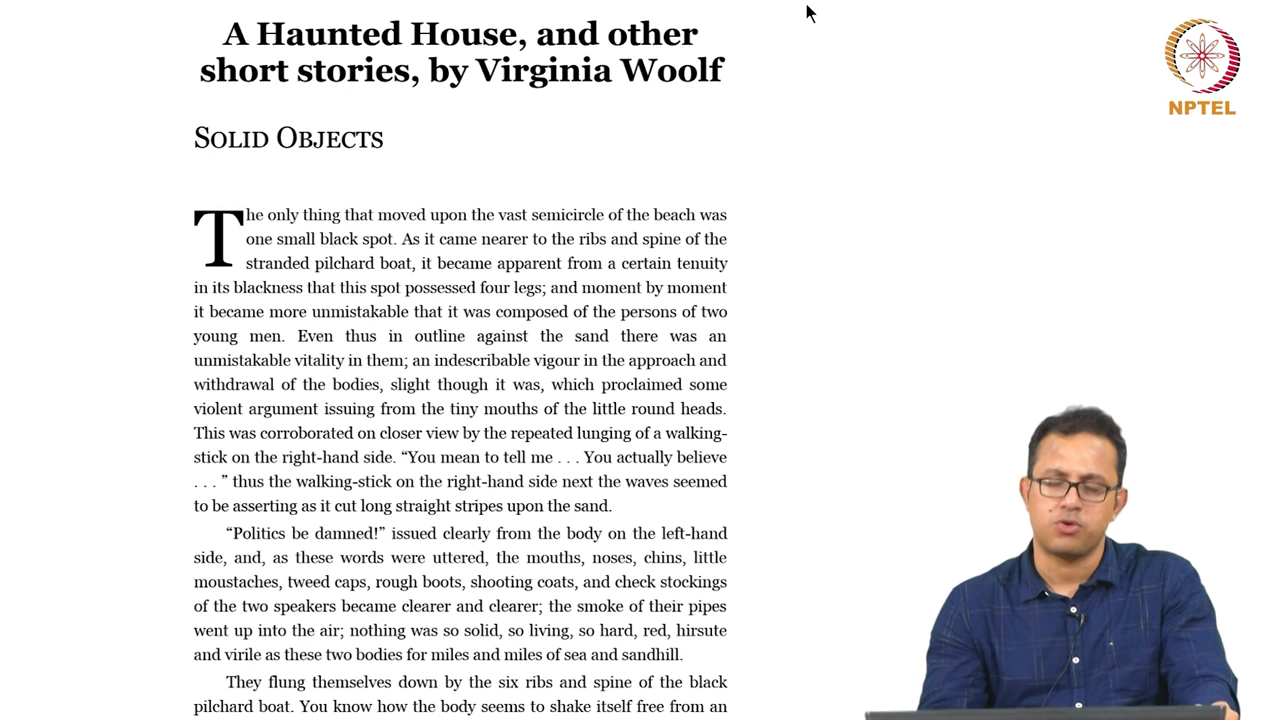 A Haunted House, and other
short stories, by Virginia Woolf
NPTEL
SOLID OBJECTS
The only thing that moved upon the vast semicircle of the beach was
one small black spot. As it came nearer to the ribs and spine of the
stranded pilchard boat, it became apparent from a certain tenuity
in its blackness that this spot possessed four legs; and moment by moment
it became more unmistakable that it was composed of the persons of two
young men. Even thus in outline against the sand there was an
unmistakable vitality in them; an indescribable vigour in the approach and
withdrawal of the bodies, slight though it was, which proclaimed some
violent argument issuing from the tiny mouths of the little round heads.
This was corroborated on closer view by the repeated lunging of a walking-
stick on the right-hand side. “You mean to tell me . . . You actually believe
. . . ” thus the walking-stick on the right-hand side next the waves seemed
to be asserting as it cut long straight stripes upon the sand.
“Politics be damned!” issued clearly from the body on the left-hand
side, and, as these words were uttered, the mouths, noses, chins, little
moustaches, tweed caps, rough boots, shooting coats, and check stockings
of the two speakers became clearer and clearer; the smoke of their pipes
went up into the air; nothing was so solid, so living, so hard, red, hirsute
and virile as these two bodies for miles and miles of sea and sandhill.
They flung themselves down by the six ribs and spine of the black
pilchard boat. You know how the body seems to shake itself free from an